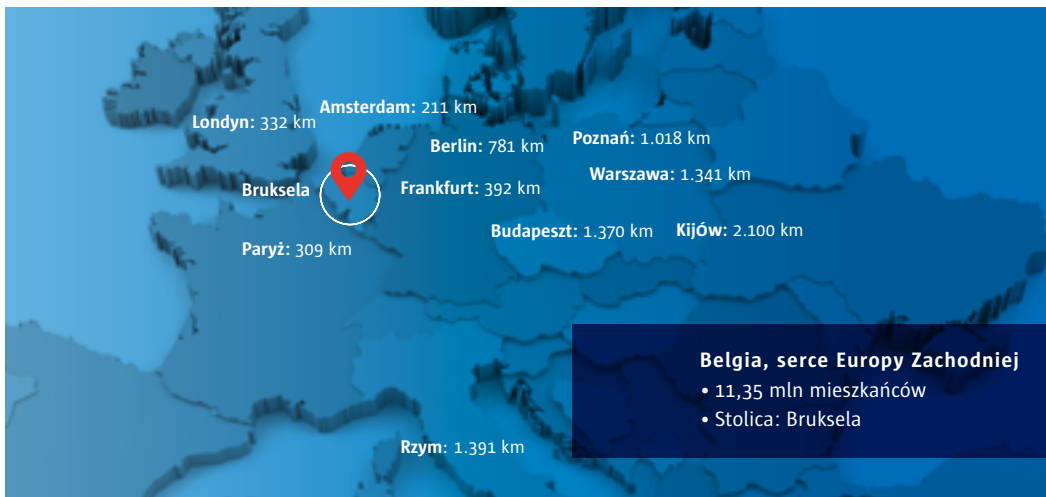 Amsterdam: 211 km
Londyn: 332 km
Berlin: 781 km
Poznań: 1.018 km
Warszawa: 1.341 km
Bruksela
Frankfurt: 392 km
Budapeszt: 1.370 km
Kijów: 2.100 km
Paryż: 309 km
Belgia, serce Europy Zachodniej
• 11,35 mln mieszkańców
• Stolica: Bruksela
Rzym: 1.391 km